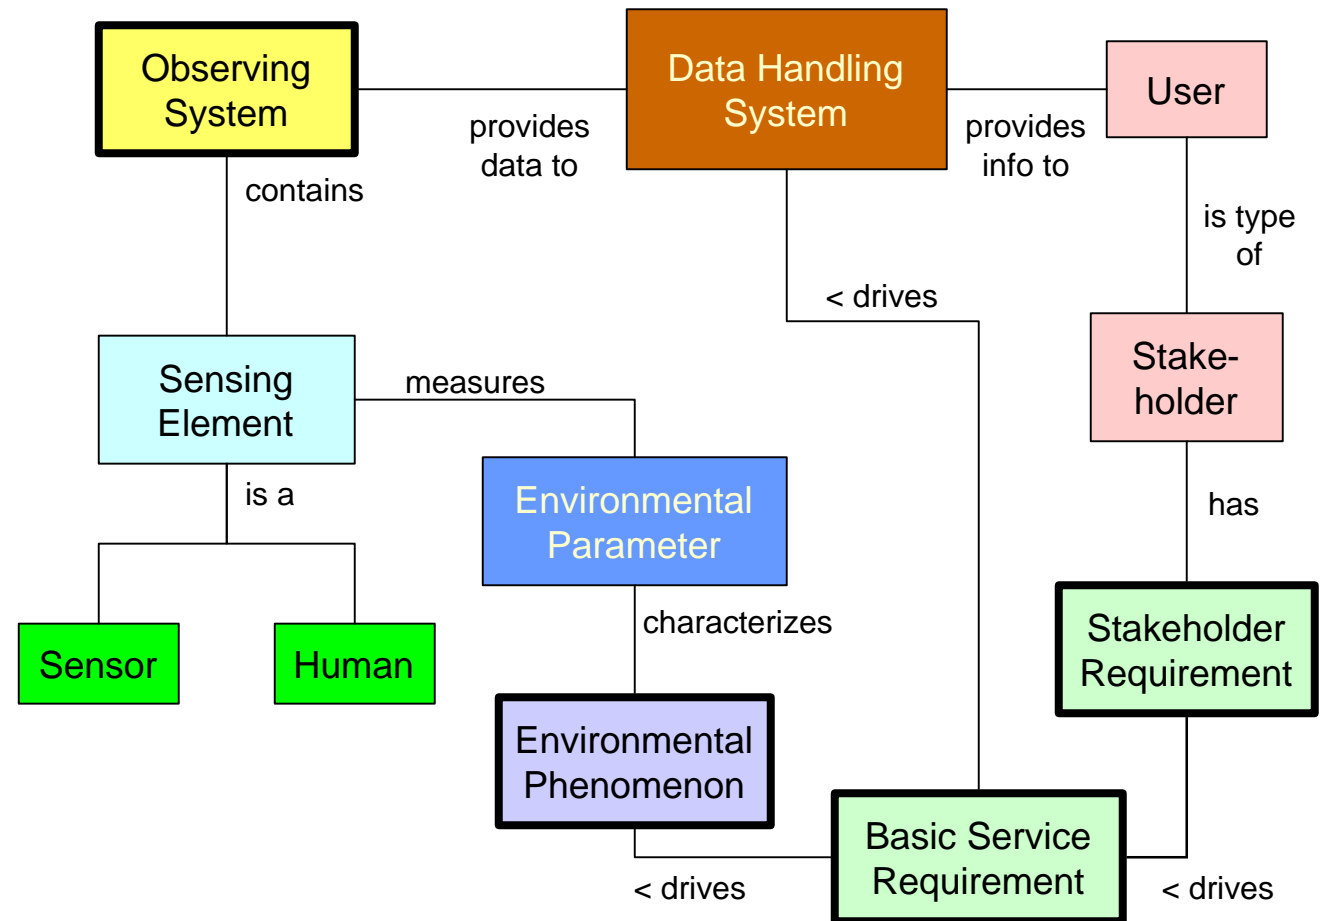 Observing
System
provides
data to
Data Handling
System
provides
info to
User
contains
is type
of
< drives
Sensing
Element
measures
Stake-
holder
is a
Environmental
Parameter
has
Sensor
Human
characterizes
Stakeholder
Requirement
Environmental
Phenomenon
Basic Service
Requirement
< drives
< drives